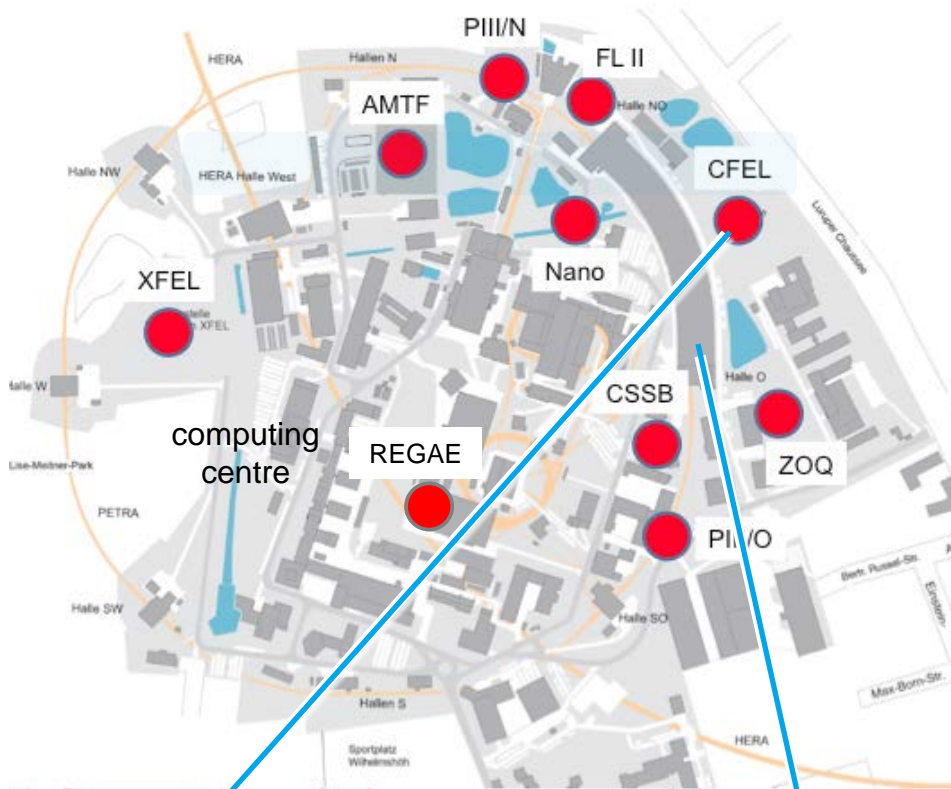 PIII/N
HERA
Hallen N
FL II
AMTF
Halle NO
Halle NW
HERA Halle West
CFEL
Luruper Chaussee
Nano
XFEL
XFEL
Halle W
Halle O
CSSB
computing
centre
REGAE
ZOQ
Lise-Meitner-Park
PETRA
PIII/O
Bertr. Russel-Str.
Einstein-
Halle SW
Halle SO
Max-Born-Str.
Hallen S
HERA
Sportplatz
Wilhelmshöh